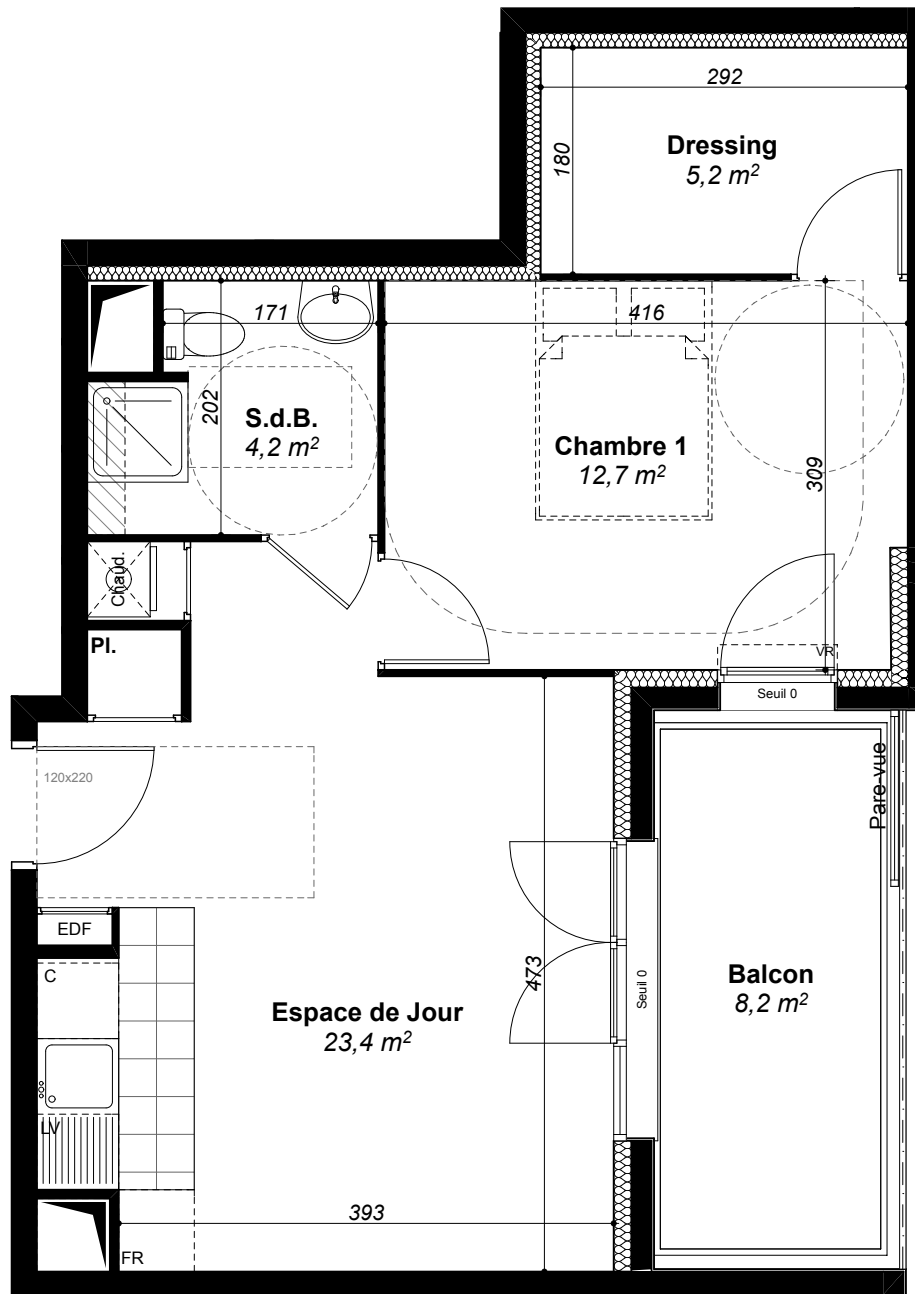 292
180
Dressing
5,2 m²
171
416
202
S.d.B.
4,2 m²
Chambre 1
12,7 m²
309
Chaud.
Pl.
VR
Seuil 0
120x220
Pare-vue
EDF
C
473
Seuil 0
Balcon
8,2 m²
Espace de Jour
23,4 m²
LV
393
FR